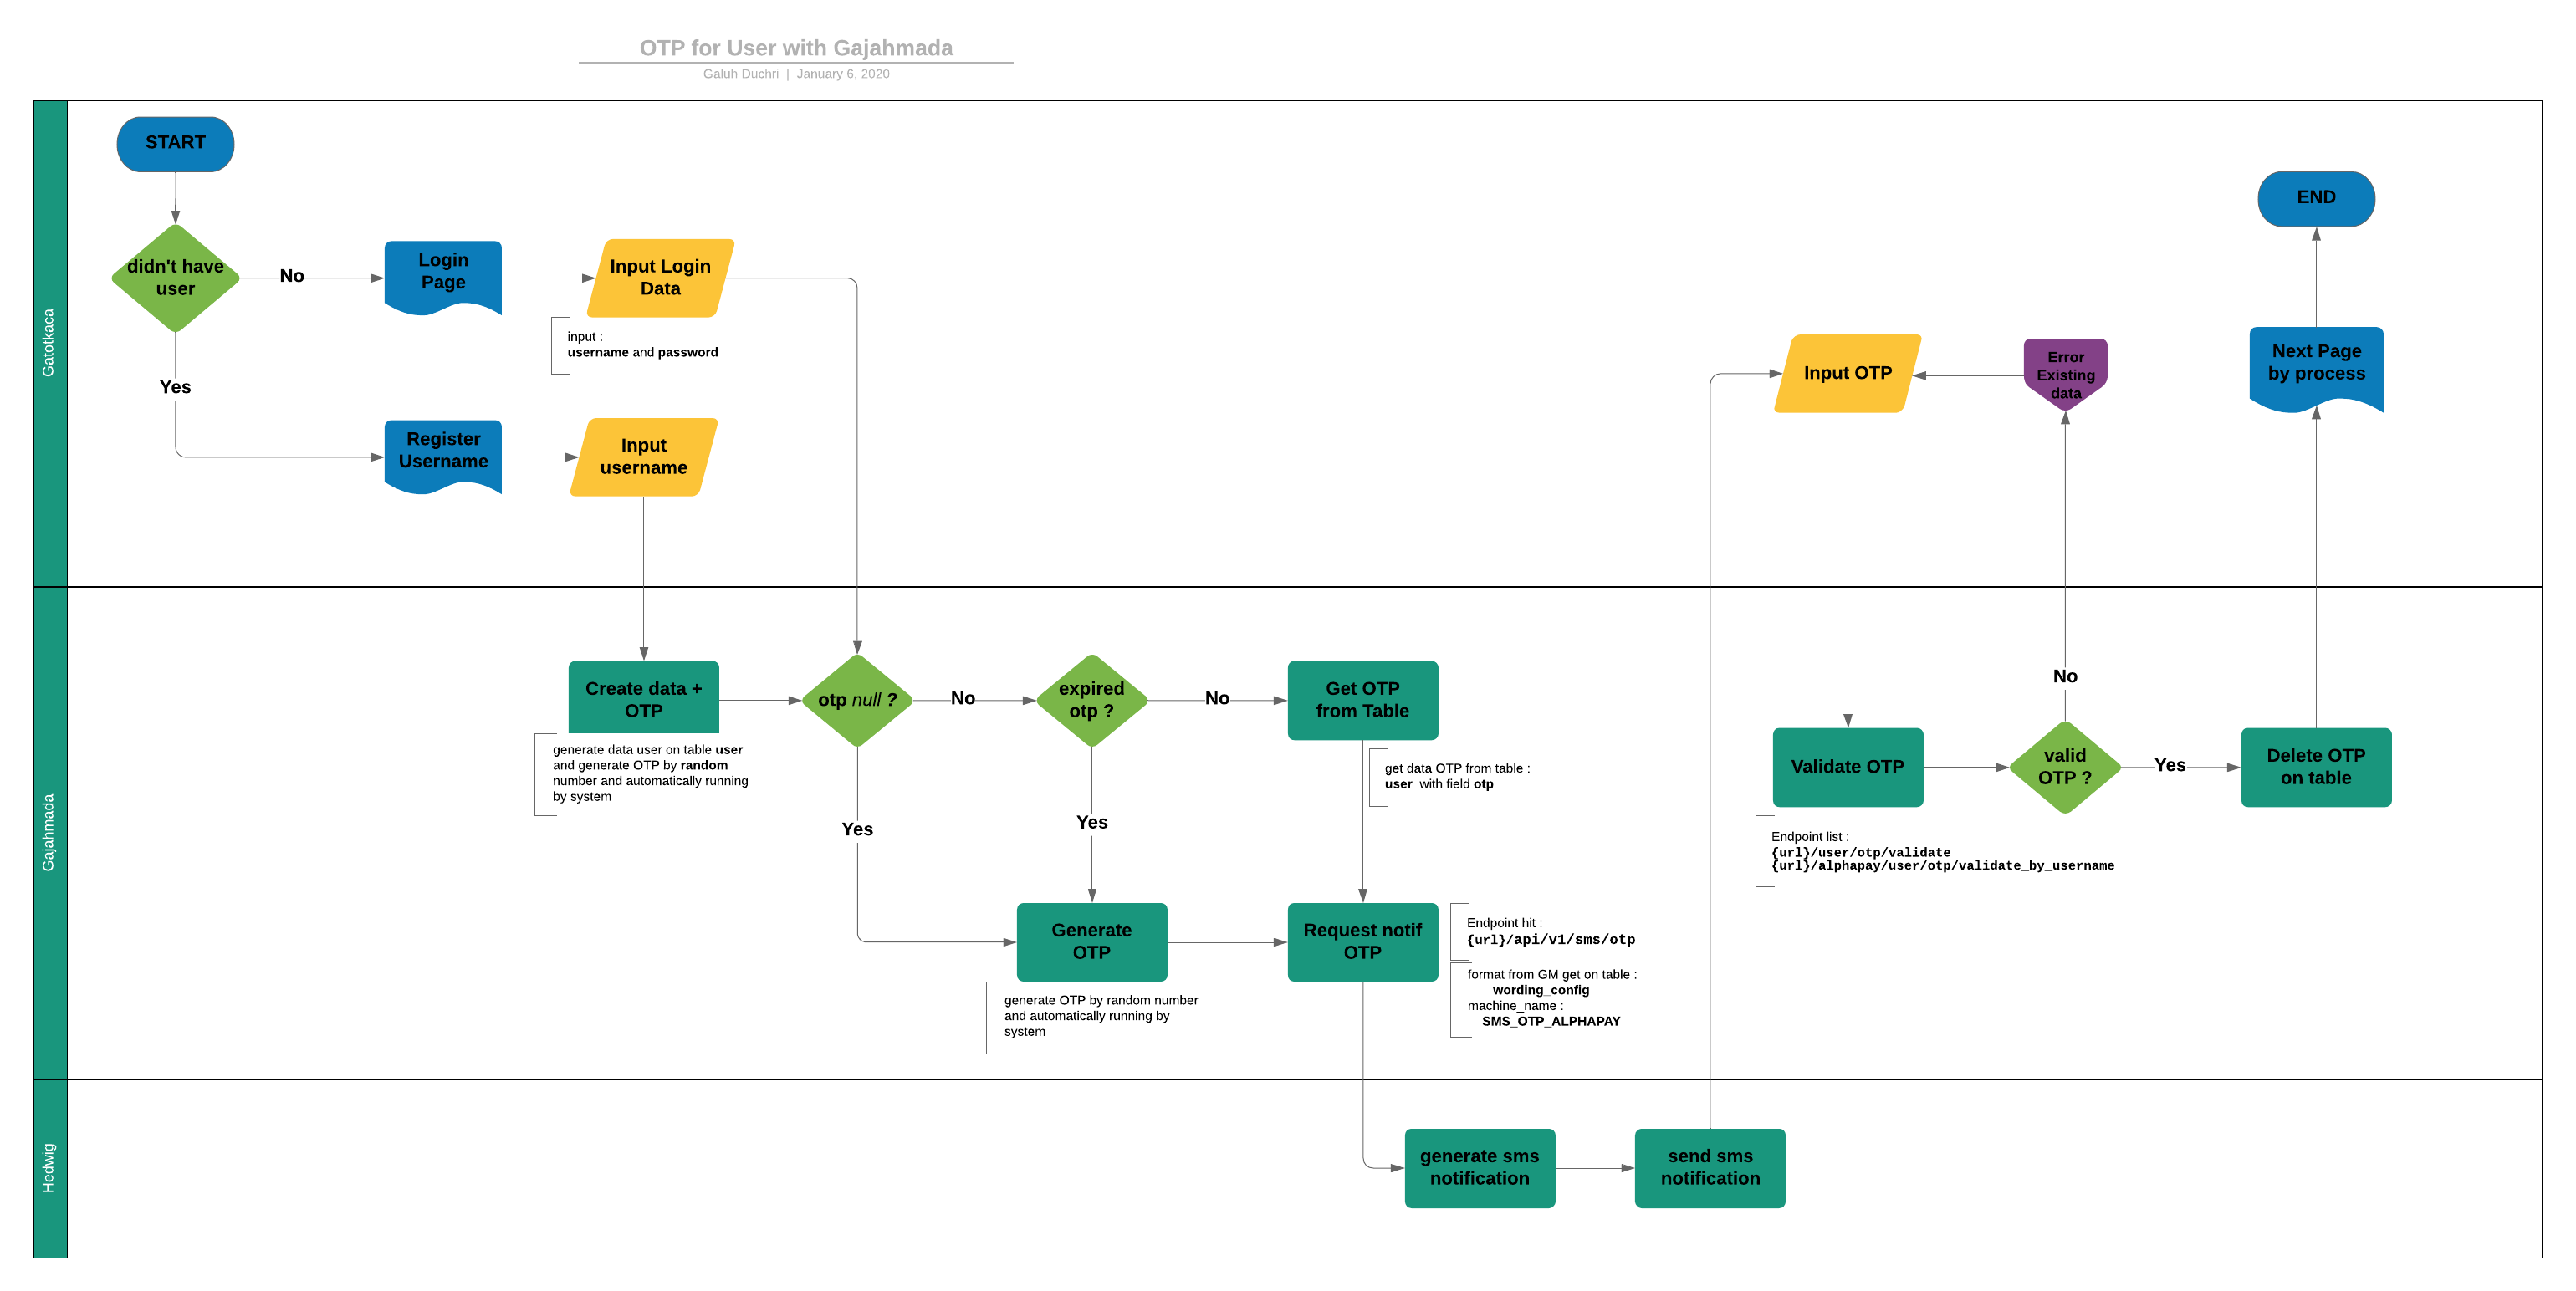 OTP for User with Gajahmada
Galuh Duchri | January 6, 2020
Gatotkaca
START
didn't have
user
No
Login
Page
Input Login
Data
input :
username and password
Yes
Register
Username
Input
username
Input OTP
Error
Existing
data
Next Page
by process
END
Gajahmada
Create data +
OTP
generate data user on table user
and generate OTP by random
number and automatically running
by system
otp null ?
No
expired
otp ?
No
Get OTP
from Table
get data OTP from table :
user with field otp
Yes
Yes
Generate
OTP
generate OTP by random number
and automatically running by
system
Request notif
OTP
Endpoint hit :
{url}/api/v1/sms/otp
format from GM get on table :
wording_config
machine_name :
SMS_OTP_ALPHAPAY
Validate OTP
Endpoint list :
{url}/user/otp/validate
{url}/alphapay/user/otp/validate_by_username
No
valid
OTP ?
Yes
Delete OTP
on table
Hedwig
generate sms
notification
send sms
notification